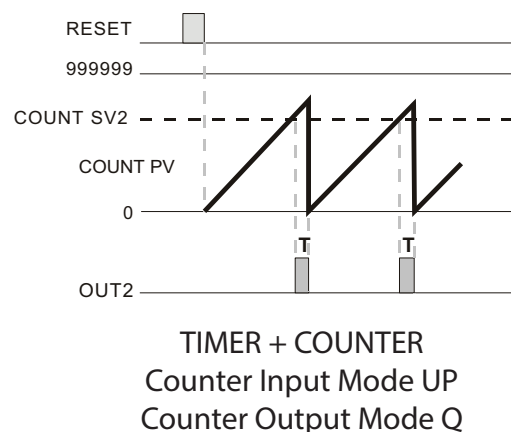 RESET
999999
COUNT SV2
COUNT PV
0
T T
OUT2
TIMER + COUNTER
Counter Input Mode UP
Counter Output Mode Q